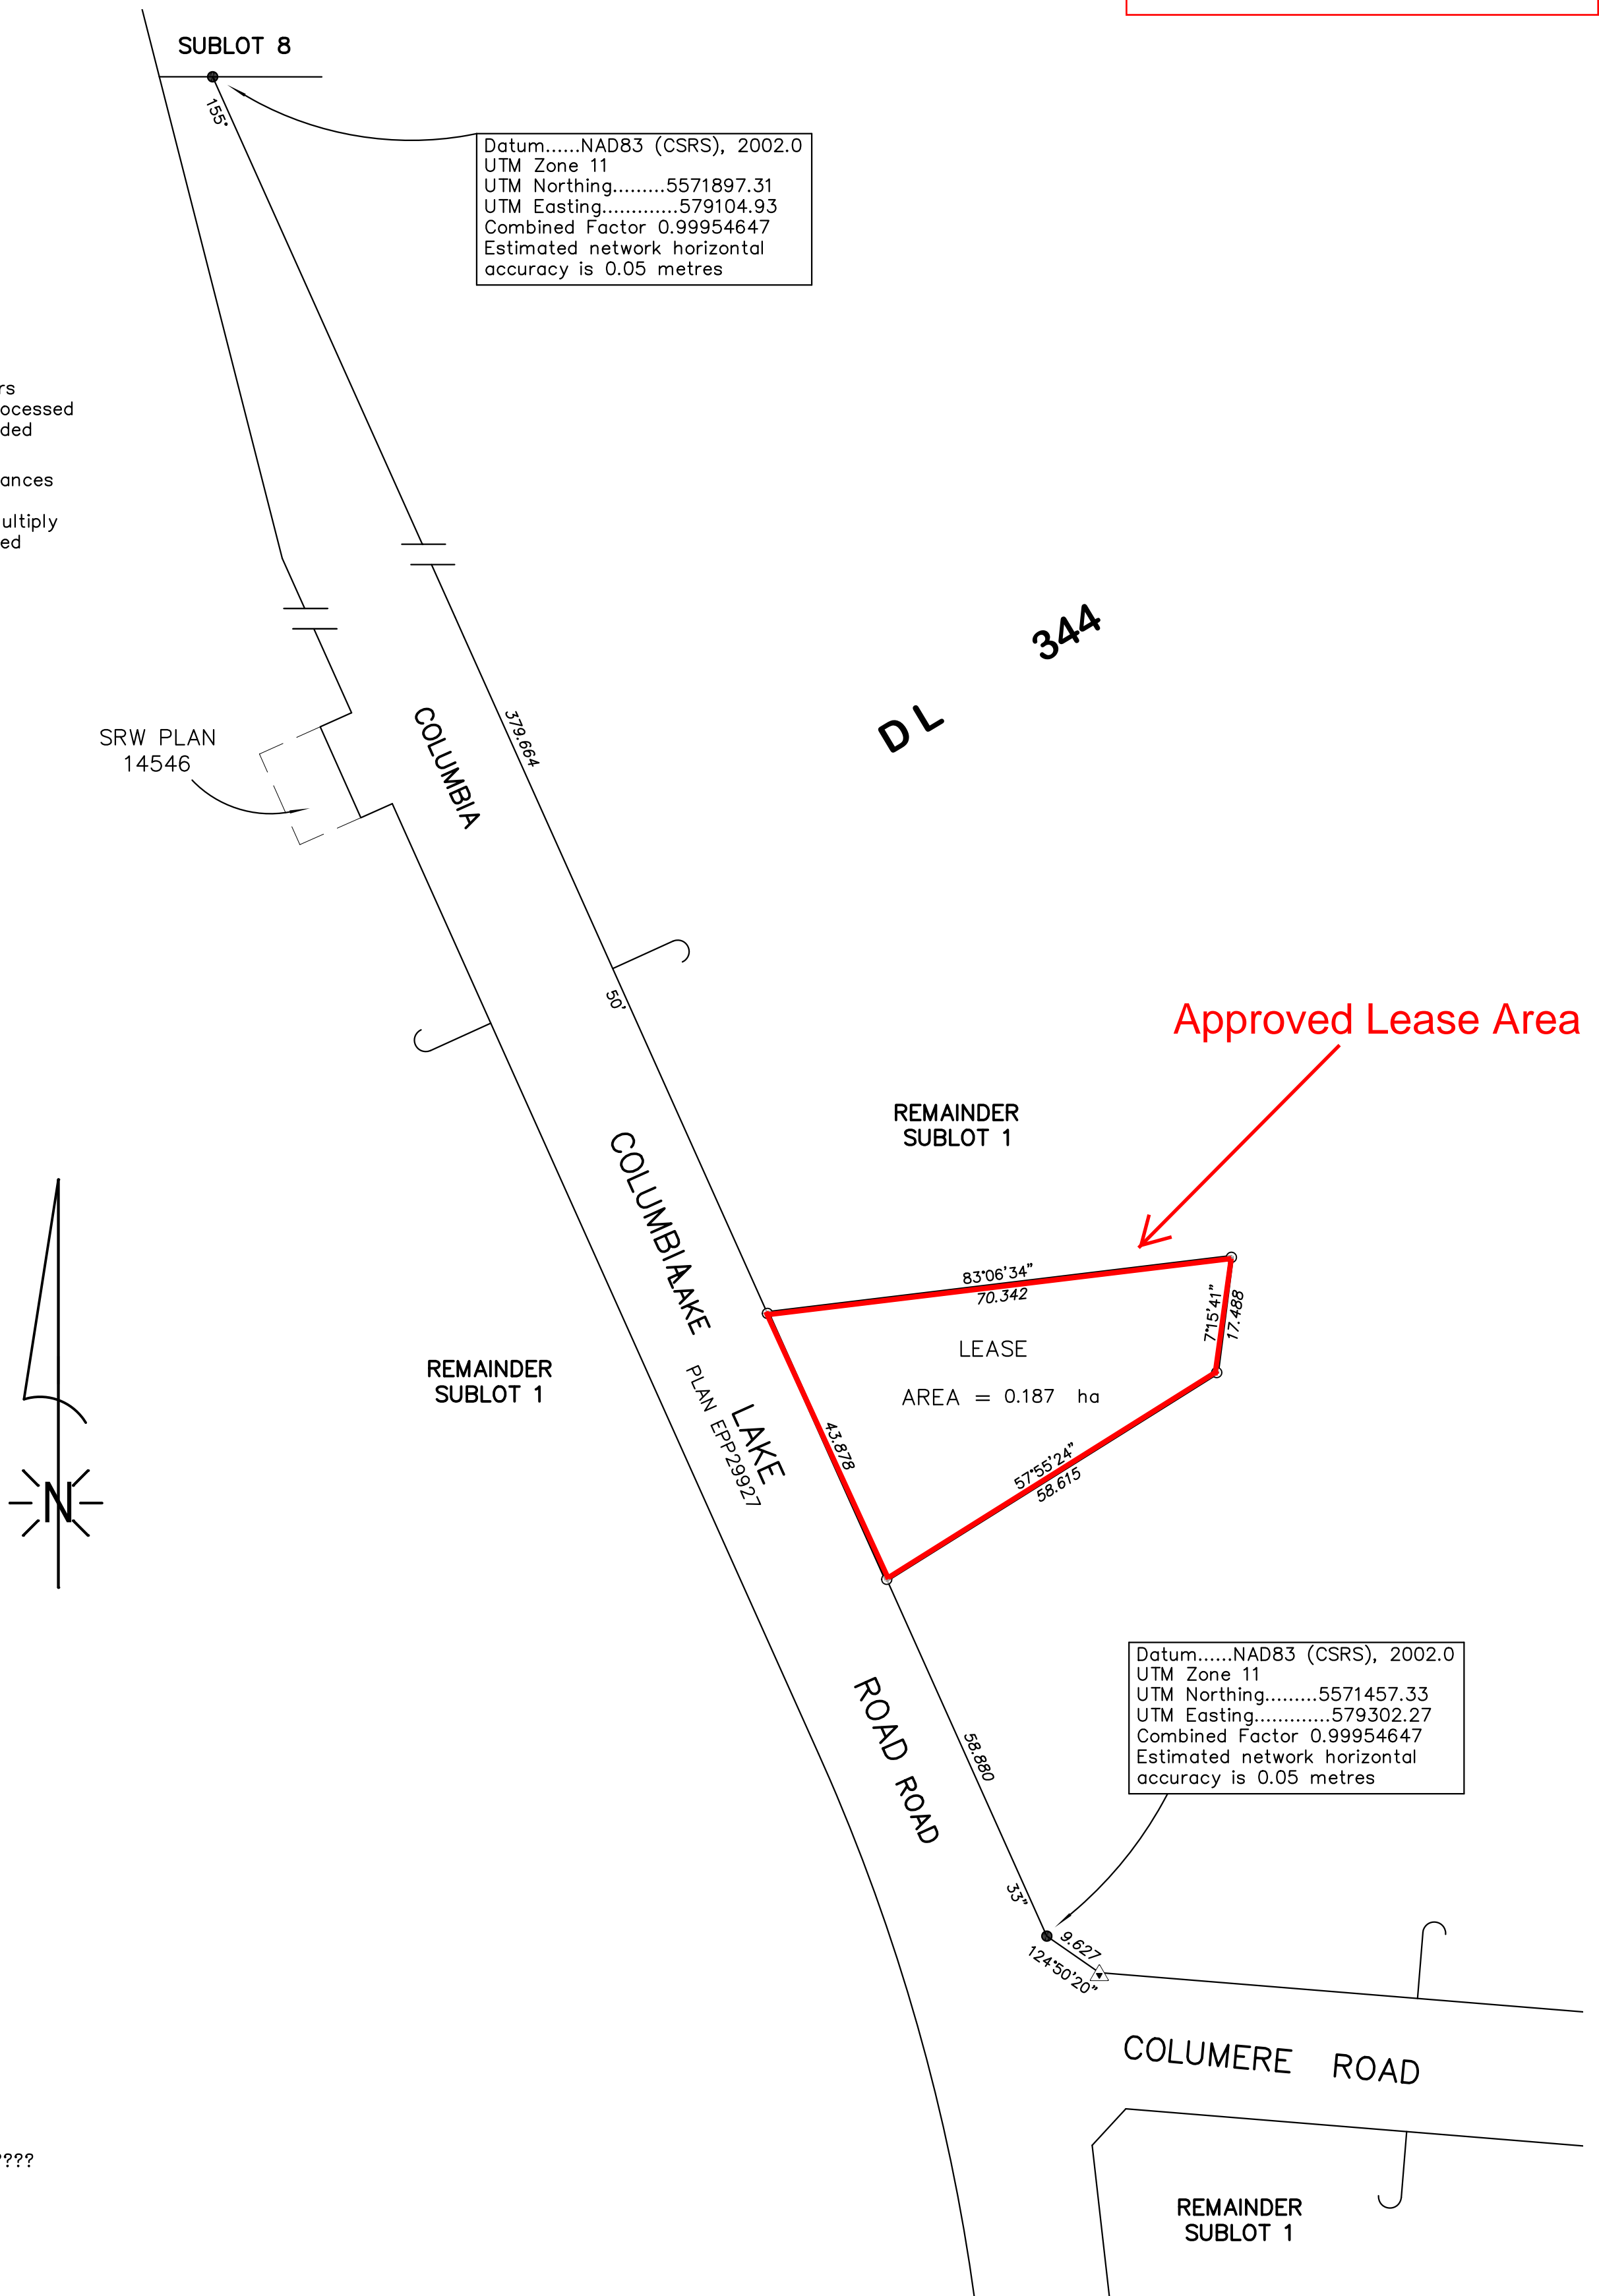 SUBLOT 8
155°
Datum......NAD83 (CSRS), 2002.0
UTM Zone 11
UTM Northing.........5571897.31
UTM Easting.............579104.93
Combined Factor 0.99954647
Estimated network horizontal
accuracy is 0.05 metres
rs
ocessed
ded
ances
ultiply
ed
344
DL
SRW PLAN
14546
COLUMBIA
379.664
50'
Approved Lease Area
REMAINDER
SUBLOT 1
COLUMBIA
LAKE
83°06'34"
70.342
7°15'41"
17.488
LEASE
AREA = 0.187 ha
REMAINDER
SUBLOT 1
PLAN EPP29927
LAKE
43.878
57°55'24"
58.615
N
Datum......NAD83 (CSRS), 2002.0
UTM Zone 11
UTM Northing.........5571457.33
UTM Easting.............579302.27
Combined Factor 0.99954647
Estimated network horizontal
accuracy is 0.05 metres
ROAD
ROAD
58.880
33"
9.627
124°50'20"
COLUMERE ROAD
????
REMAINDER
SUBLOT 1